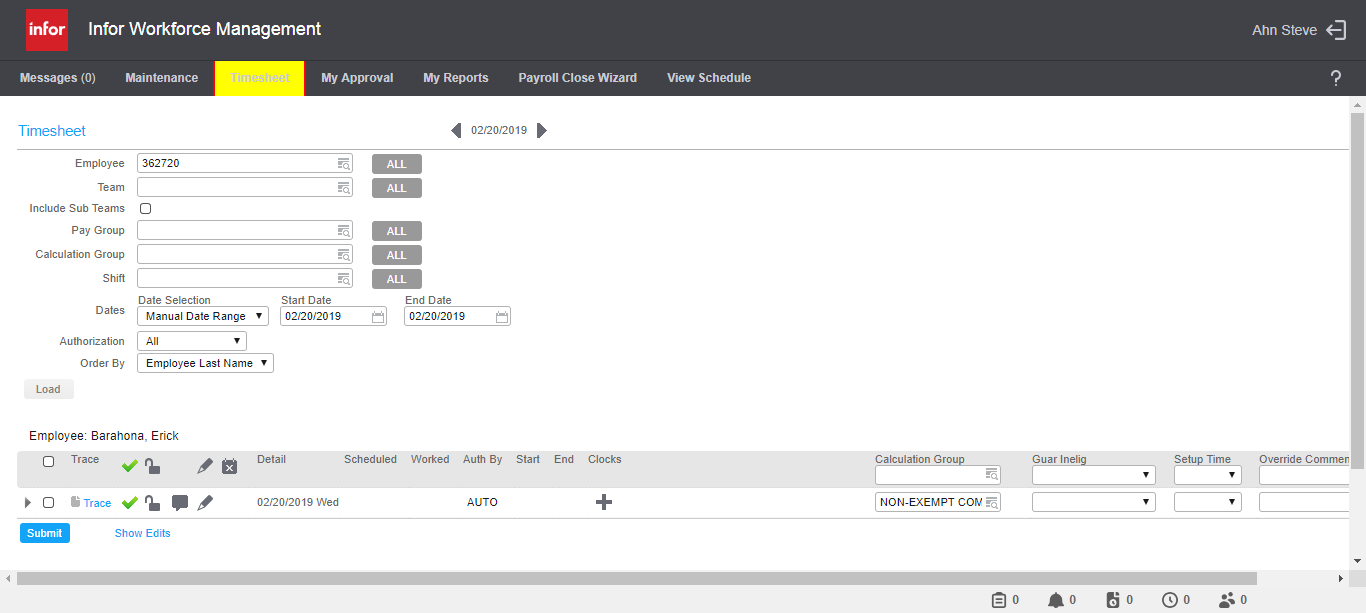 infor Infor Workforce Management Ahn Steve
Messages (0) Maintenance Timesheet My Approval My Reports Payroll Close Wizard View Schedule ?
Timesheet 02/20/2019
Employee 362720 ALL
Team ALL
Include Sub Teams
Pay Group ALL
Calculation Group ALL
Shift ALL
Date Selection Start Date End Date
Dates Manual Date Range 02/20/2019 02/20/2019
Authorization All
Order By Employee Last Name
Load
Employee: Barahona, Erick
Trace Detail Scheduled Worked Auth By Start End Clocks Calculation Group Guar Inelig Setup Time Override Commen
Trace 02/20/2019 Wed AUTO NON-EXEMPT COM
Submit Show Edits
0 0 0 0 0